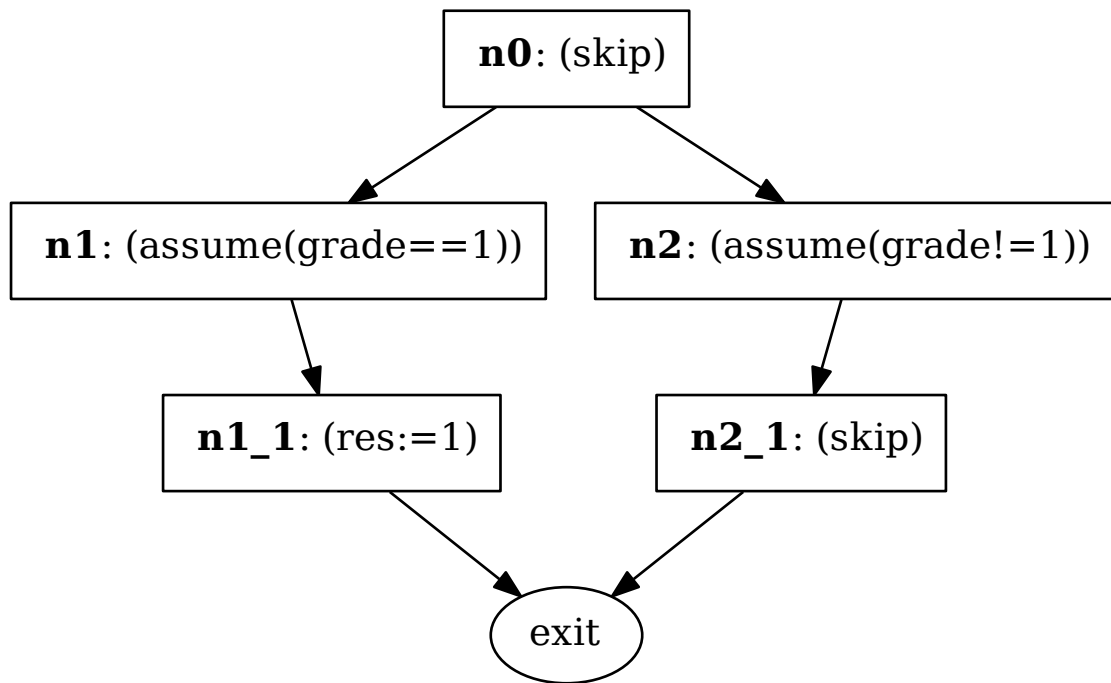 n0: (skip)
n1: (assume(grade==1))
n2: (assume(grade!=1))
n1_1: (res:=1)
n2_1: (skip)
exit